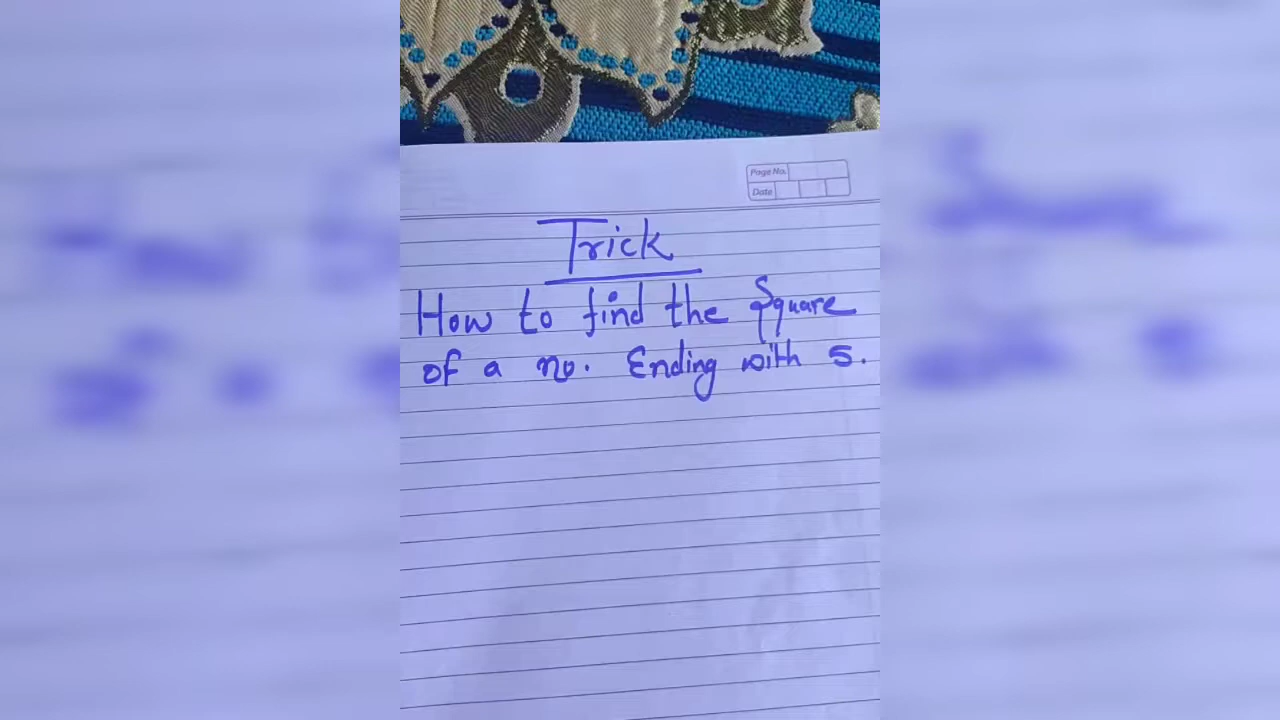 Page No.
Date
Trick
How to find the Square
of a no. Ending with 5.